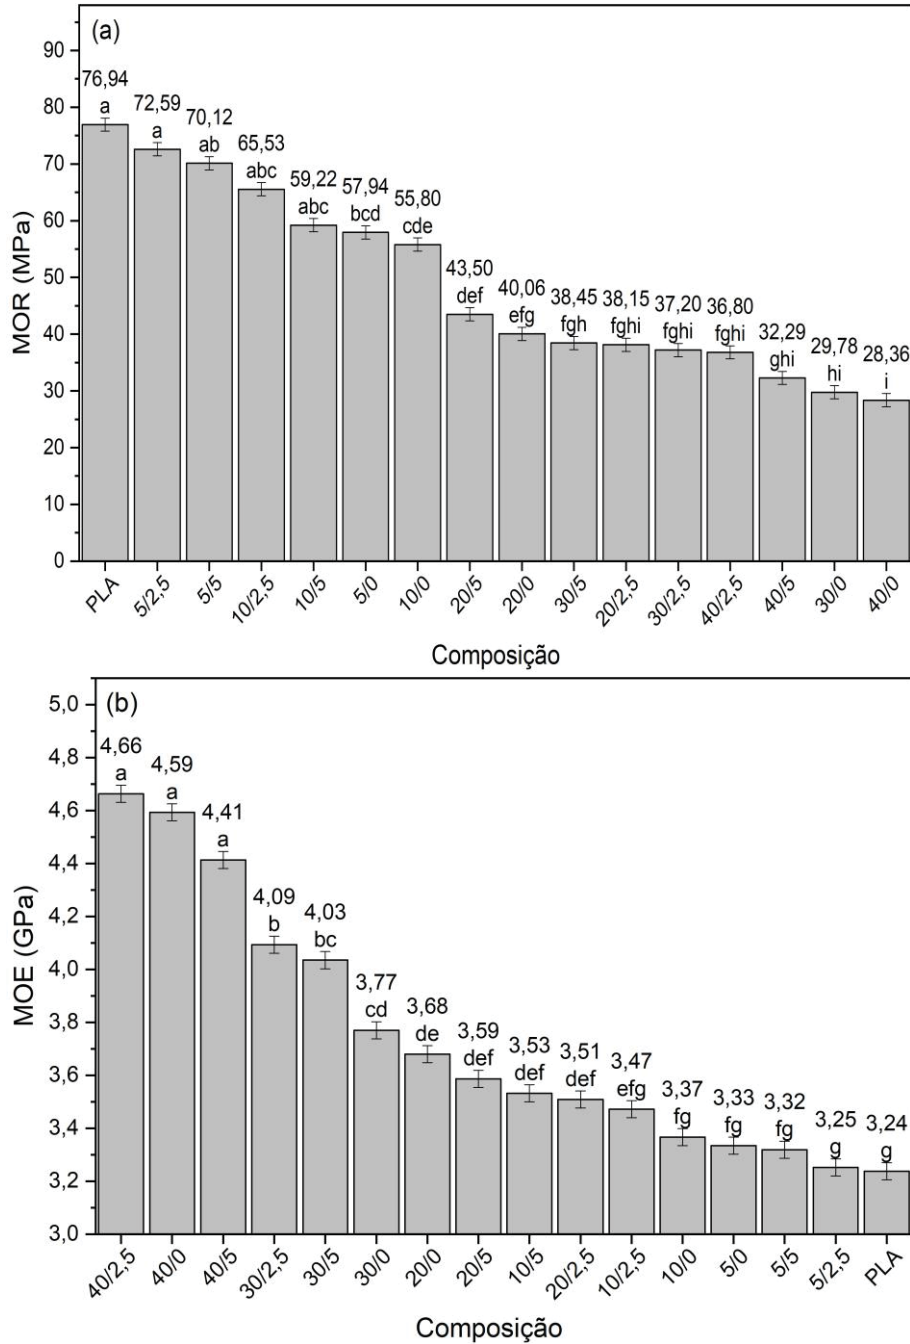 (a)
90
80
70
60
50
40
30
20
10
0
MOR (MPa)
76,94
a
72,59
a
70,12
ab
65,53
abc
59,22
abc
57,94
bcd
55,80
cde
43,50
def
40,06
efg
38,45
fgh
38,15
fghi
37,20
fghi
36,80
fghi
32,29
ghi
29,78
hi
28,36
i
PLA
5/2,5
5/5
10/2,5
10/5
5/0
10/0
20/5
20/0
30/5
20/2,5
30/2,5
40/2,5
40/5
30/0
40/0
Composição
(b)
5,0
4,8
4,6
4,4
4,2
4,0
3,8
3,6
3,4
3,2
3,0
MOE (GPa)
4,66
a
4,59
a
4,41
a
4,09
b
4,03
bc
3,77
cd
3,68
de
3,59
def
3,53
def
3,51
def
3,47
efg
3,37
fg
3,33
fg
3,32
fg
3,25
g
3,24
g
40/2,5
40/0
40/5
30/2,5
30/5
30/0
20/0
20/5
10/5
20/2,5
10/2,5
10/0
5/0
5/5
5/2,5
PLA
Composição